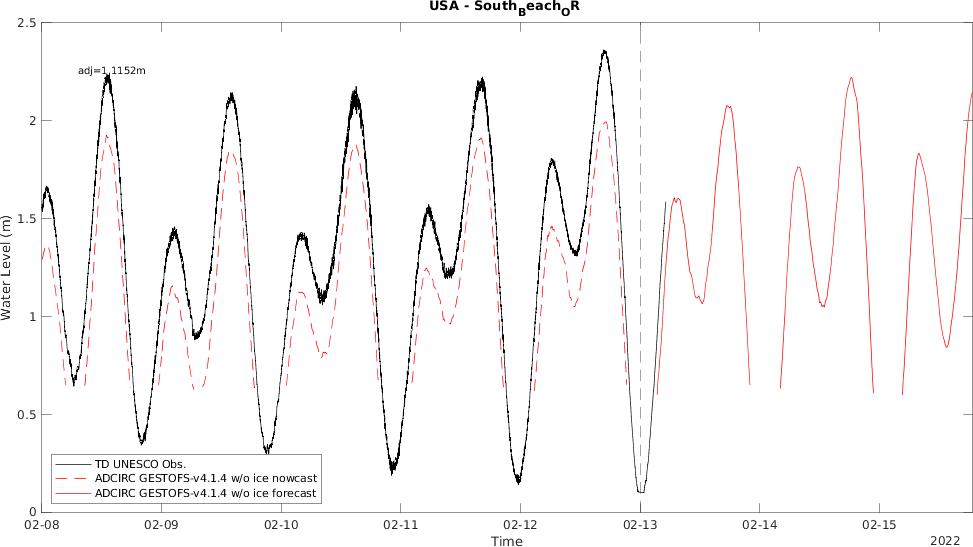 USA - South_Beach_OR
adj=1.1152m
2.5
2
1.5
1
0.5
0
Water Level (m)
TD UNESCO Obs.
ADCIRC GESTOFS-v4.1.4 w/o ice nowcast
ADCIRC GESTOFS-v4.1.4 w/o ice forecast
02-08 02-09 02-10 02-11 02-12 02-13 02-14 02-15
Time
2022